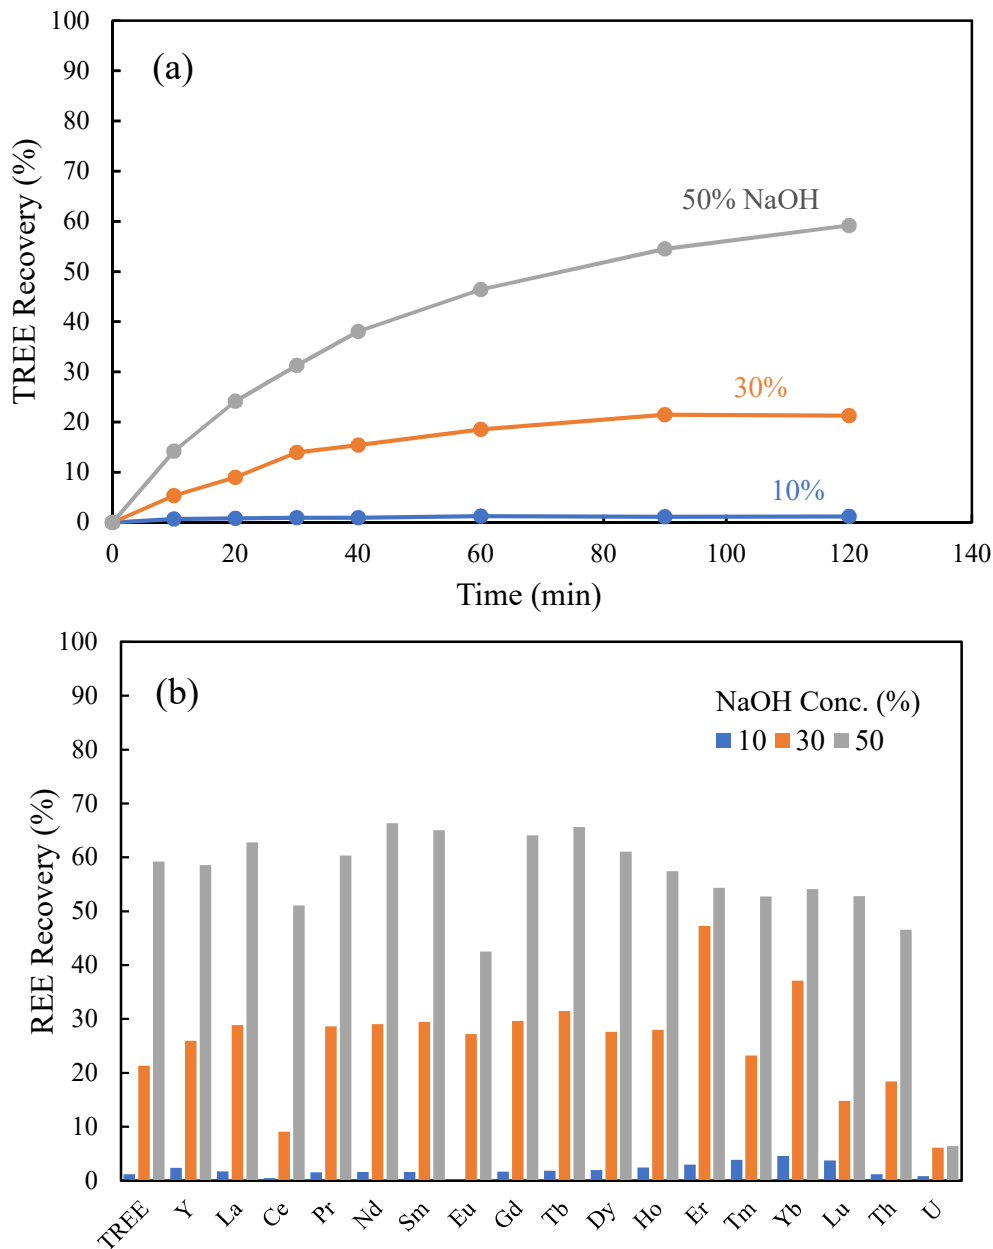 (a)
TREE Recovery (%)
100
90
80
70
60
50
40
30
20
10
0
50% NaOH
30%
10%
0 20 40 60 80 100 120 140
Time (min)
(b)
REE Recovery (%)
100
90
80
70
60
50
40
30
20
10
0
NaOH Conc. (%)
10 30 50
TREE Y La Ce Pr Nd Sm Eu Gd Tb Dy Ho Er Tm Yb Lu Th U